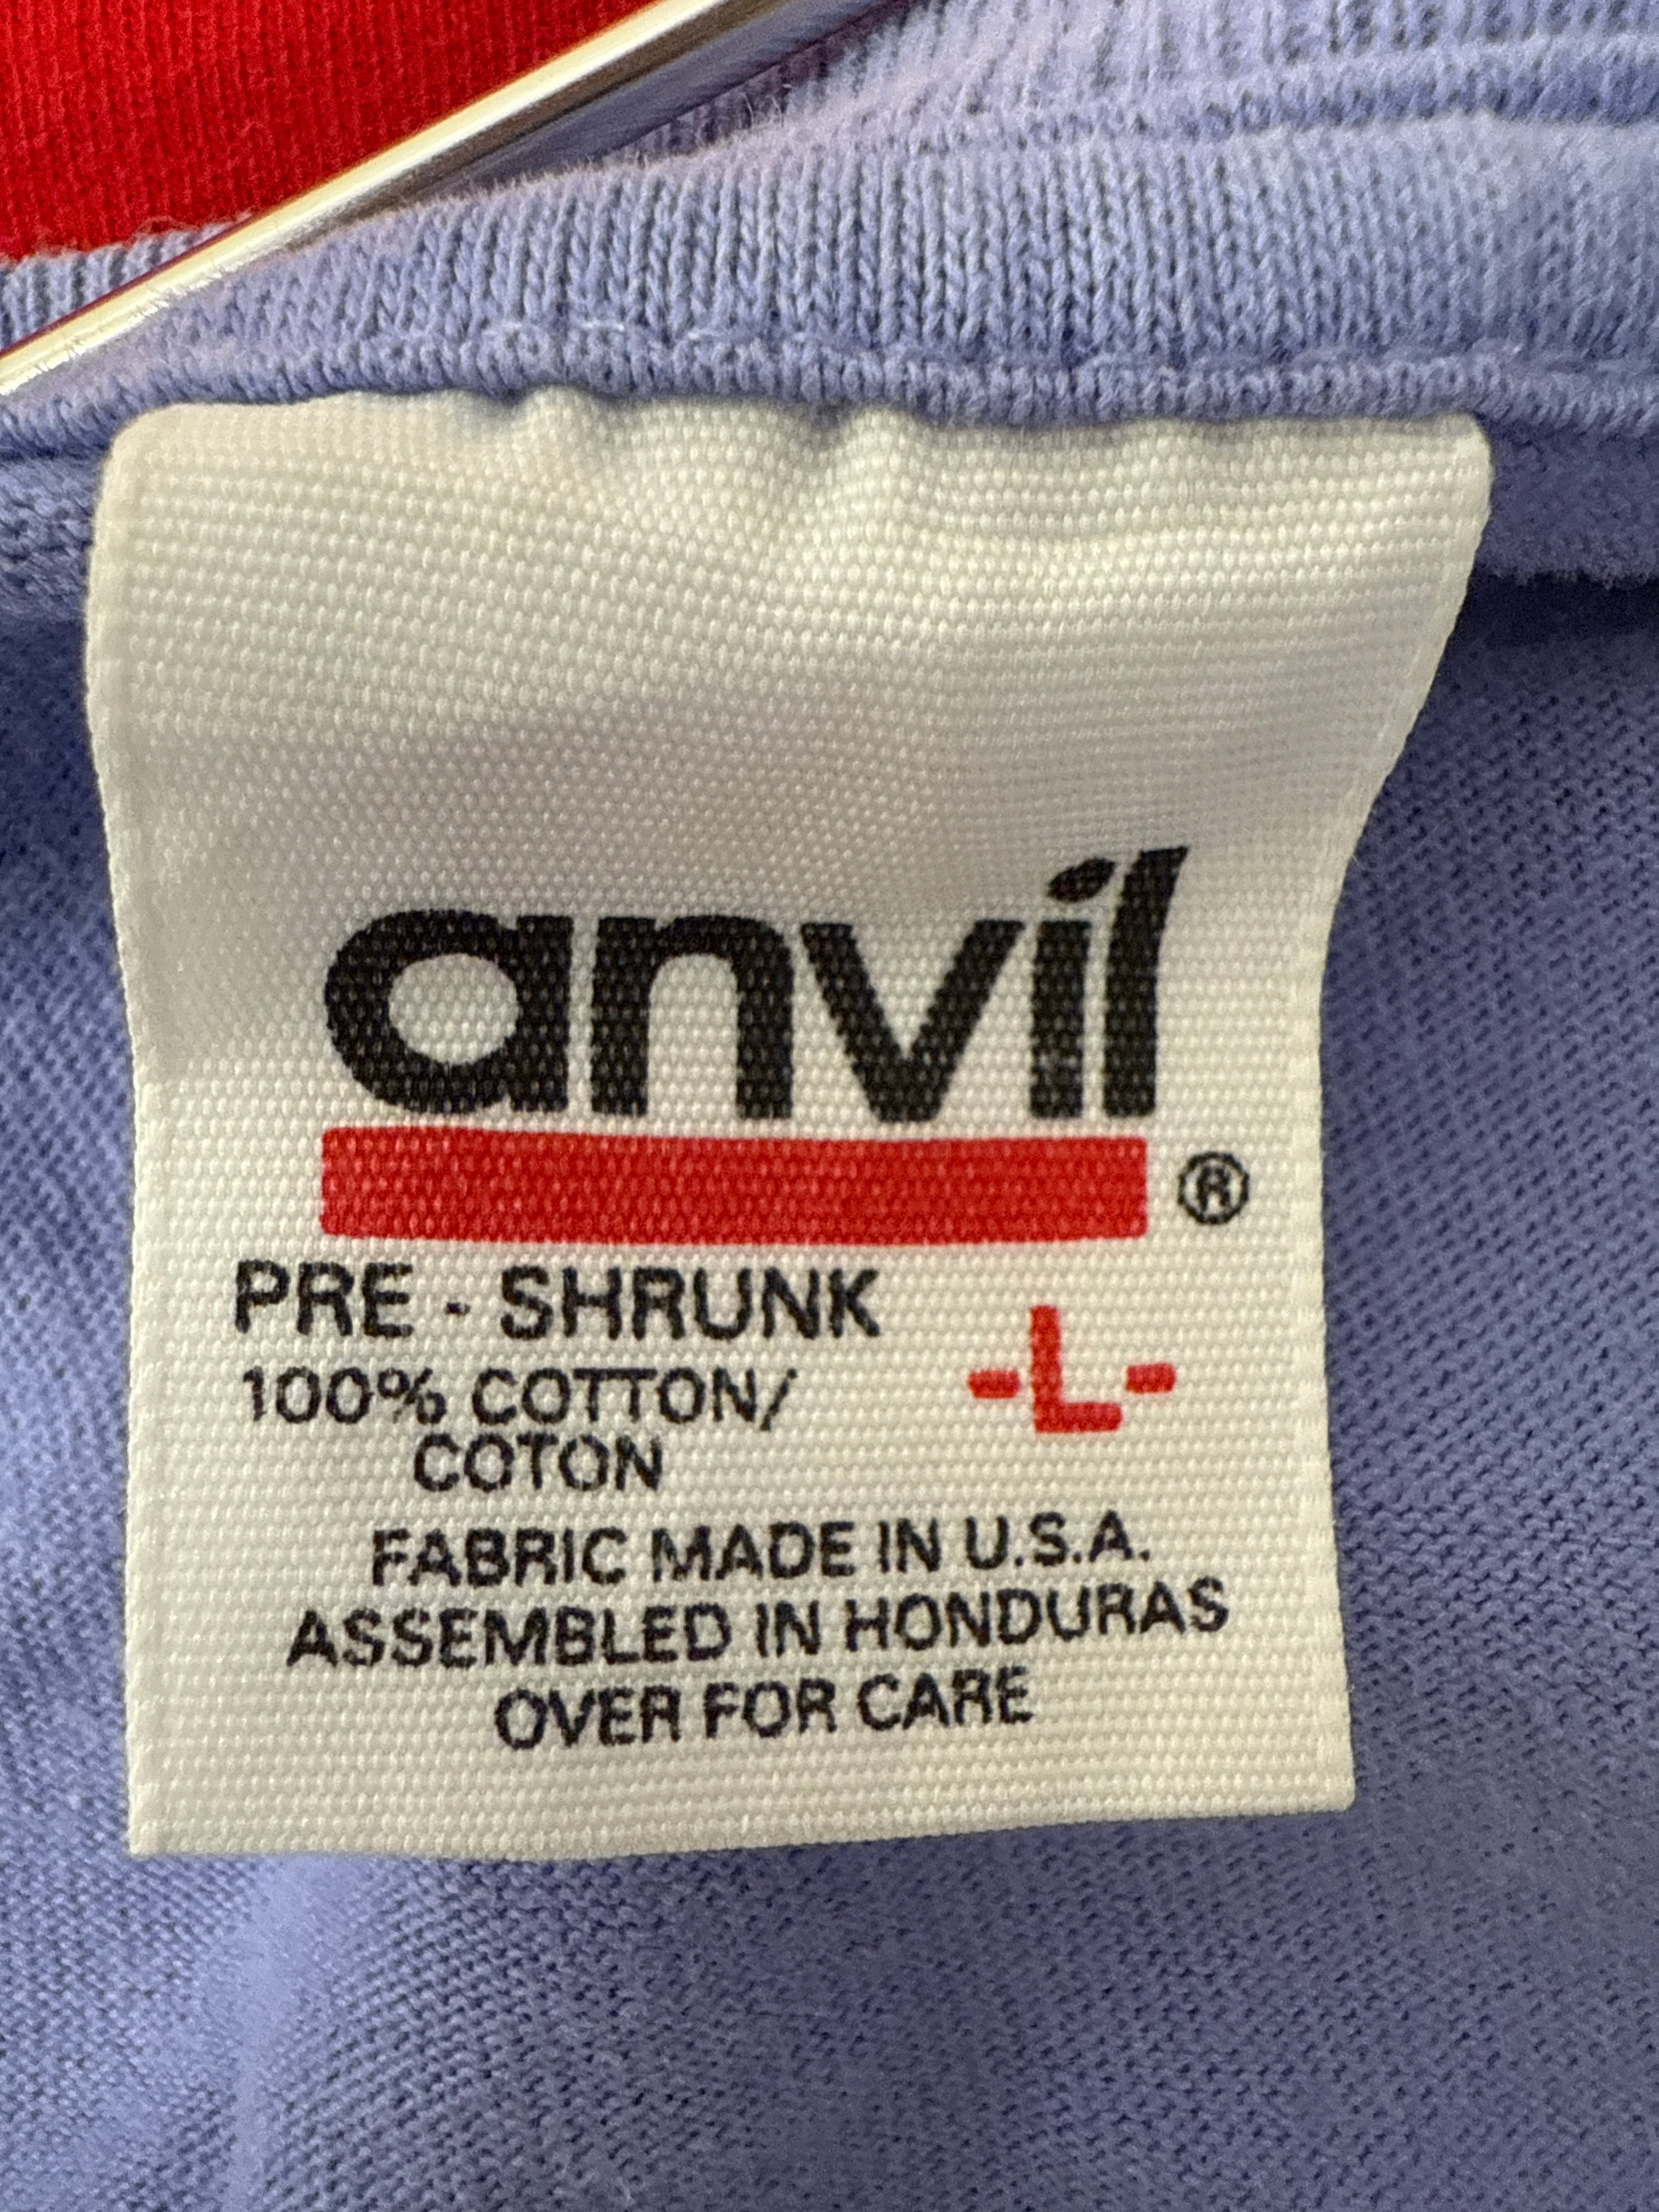 anvil
®
PRE - SHRUNK
-L-
100% COTTON/
COTON
FABRIC MADE IN U.S.A.
ASSEMBLED IN HONDURAS
OVER FOR CARE